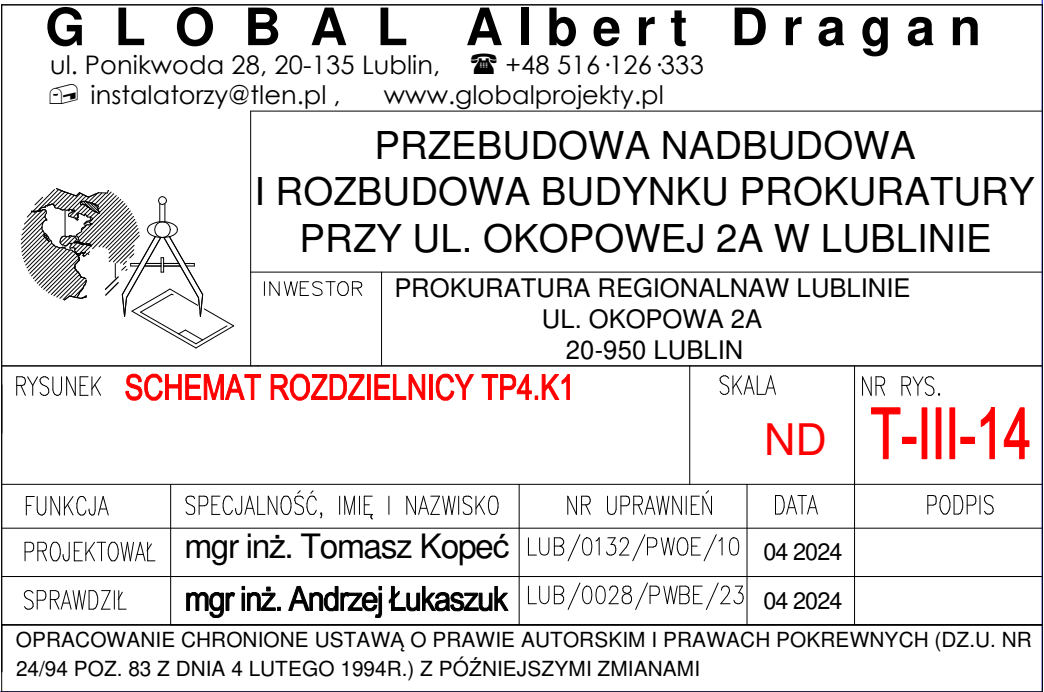 GLOBAL Albert Dragan
ul. Ponikwoda 28, 20-135 Lublin, ☎ +48 516·126·333
instalatorzy@tlen.pl , www.globalprojekty.pl
PRZEBUDOWA NADBUDOWA
I ROZBUDOWA BUDYNKU PROKURATURY
PRZY UL. OKOPOWEJ 2A W LUBLINIE
INWESTOR PROKURATURA REGIONALNAW LUBLINIE
UL. OKOPOWA 2A
20-950 LUBLIN
RYSUNEK SCHEMAT ROZDZIELNICY TP4.K1 SKALA NR RYS.
ND T-III-14
FUNKCJA SPECJALNOŚĆ, IMIĘ I NAZWISKO NR UPRAWNIEŃ DATA PODPIS
PROJEKTOWAŁ mgr inż. Tomasz Kopeć LUB/0132/PWOE/10 04 2024
SPRAWDZIŁ mgr inż. Andrzej Łukaszuk LUB/0028/PWBE/23 04 2024
OPRACOWANIE CHRONIONE USTAWĄ O PRAWIE AUTORSKIM I PRAWACH POKREWNYCH (DZ.U. NR
24/94 POZ. 83 Z DNIA 4 LUTEGO 1994R.) Z PÓŹNIEJSZYMI ZMIANAMI